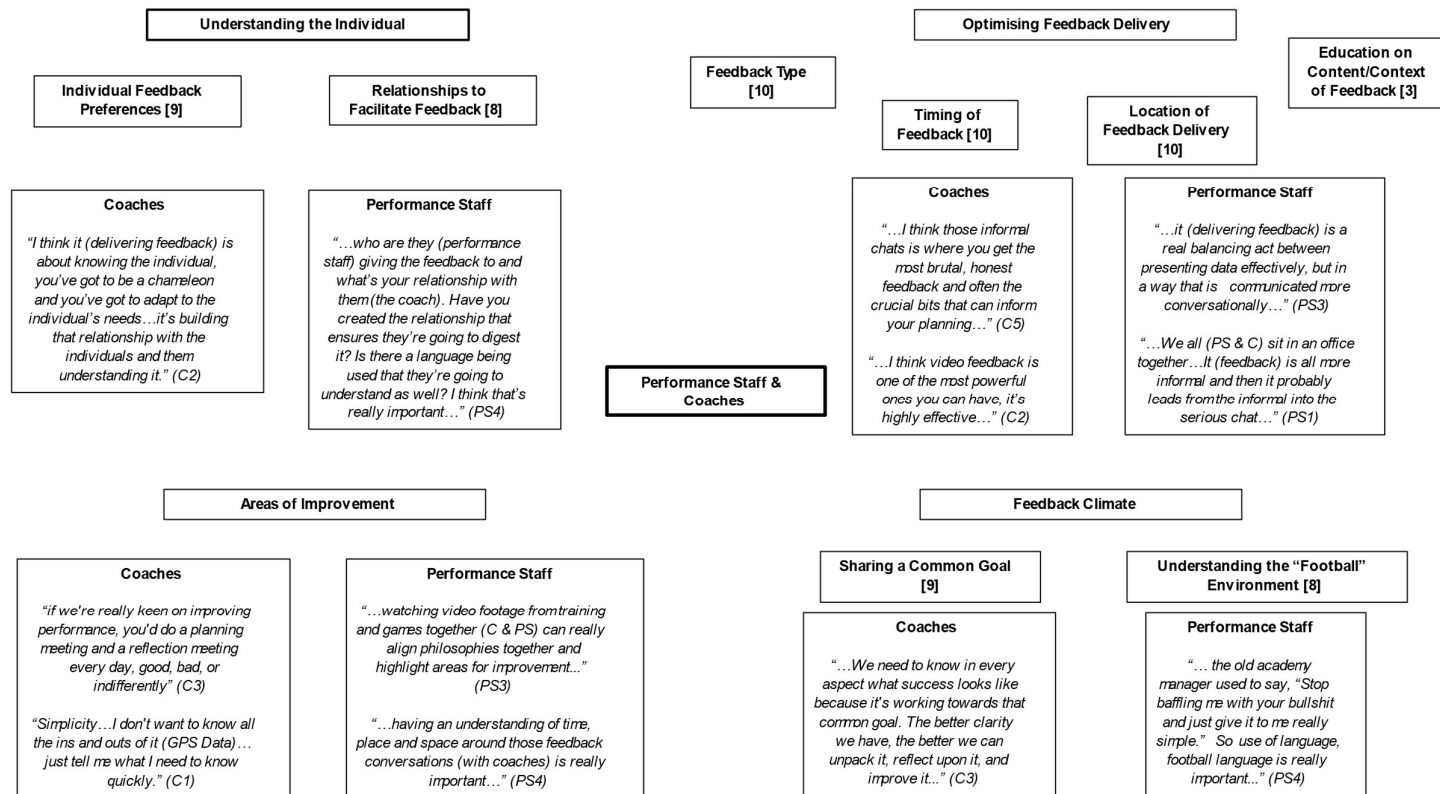 Understanding the Individual
Individual Feedback
Preferences [9]
Relationships to
Facilitate Feedback [8]
Coaches
“I think it (delivering feedback) is
about knowing the individual,
you’ve got to be a chameleon
and you’ve got to adapt to the
individual’s needs…it’s building
that relationship with the
individuals and them
understanding it.” (C2)
Performance Staff
“…who are they (performance
staff) giving the feedback to and
what’s your relationship with
them (the coach). Have you
created the relationship that
ensures they’re going to digest
it? Is there a language being
used that they’re going to
understand as well? I think that’s
really important…” (PS4)
Optimising Feedback Delivery
Feedback Type
[10]
Timing of
Feedback [10]
Location of
Feedback Delivery
[10]
Education on
Content/Context
of Feedback [3]
Coaches
“…I think those informal
chats is where you get the
most brutal, honest
feedback and often the
crucial bits that can inform
your planning…” (C5)
“…I think video feedback is
one of the most powerful
ones you can have, it’s
highly effective…” (C2)
Performance Staff
“…it (delivering feedback) is a
real balancing act between
presenting data effectively, but in
a way that is communicated more
conversationally…” (PS3)
“…We all (PS & C) sit in an office
together…It (feedback) is all more
informal and then it probably
leads from the informal into the
serious chat…” (PS1)
Performance Staff &
Coaches
Areas of Improvement
Coaches
“if we're really keen on improving
performance, you'd do a planning
meeting and a reflection meeting
every day, good, bad, or
indifferently” (C3)
“Simplicity…I don't want to know all
the ins and outs of it (GPS Data)…
just tell me what I need to know
quickly.” (C1)
Performance Staff
“…watching video footage from training
and games together (C & PS) can really
align philosophies together and
highlight areas for improvement...”
(PS3)
“…having an understanding of time,
place and space around those feedback
conversations (with coaches) is really
important…” (PS4)
Feedback Climate
Sharing a Common Goal
[9]
Understanding the “Football”
Environment [8]
Coaches
“…We need to know in every
aspect what success looks like
because it's working towards that
common goal. The better clarity
we have, the better we can
unpack it, reflect upon it, and
improve it...” (C3)
Performance Staff
“… the old academy
manager used to say, “Stop
baffling me with your bullshit
and just give it to me really
simple.” So use of language,
football language is really
important...” (PS4)